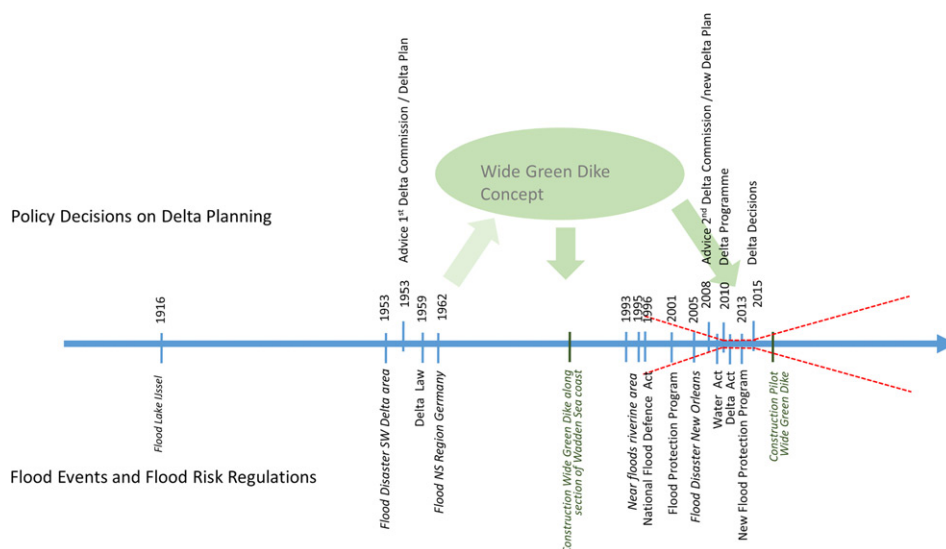 Advice 1st Delta Commission / Delta Plan
Advice 2nd Delta Commission /new Delta Plan
Delta Programme
Delta Decisions
Wide Green Dike
Concept
Policy Decisions on Delta Planning
1916
1953
1953
1959
1962
1993
1995
1996
2001
2005
2008
2010
2013
2015
Flood Lake IJssel
Flood Disaster SW Delta area
Delta Law
Flood NS Region Germany
Construction Wide Green Dike along
section of Wadden Sea coast
Near floods riverine area
National Flood Defence Act
Flood Protection Program
Flood Disaster New Orleans
Water Act
Delta Act
New Flood Protection Program
Construction Pilot
Wide Green Dike
Flood Events and Flood Risk Regulations